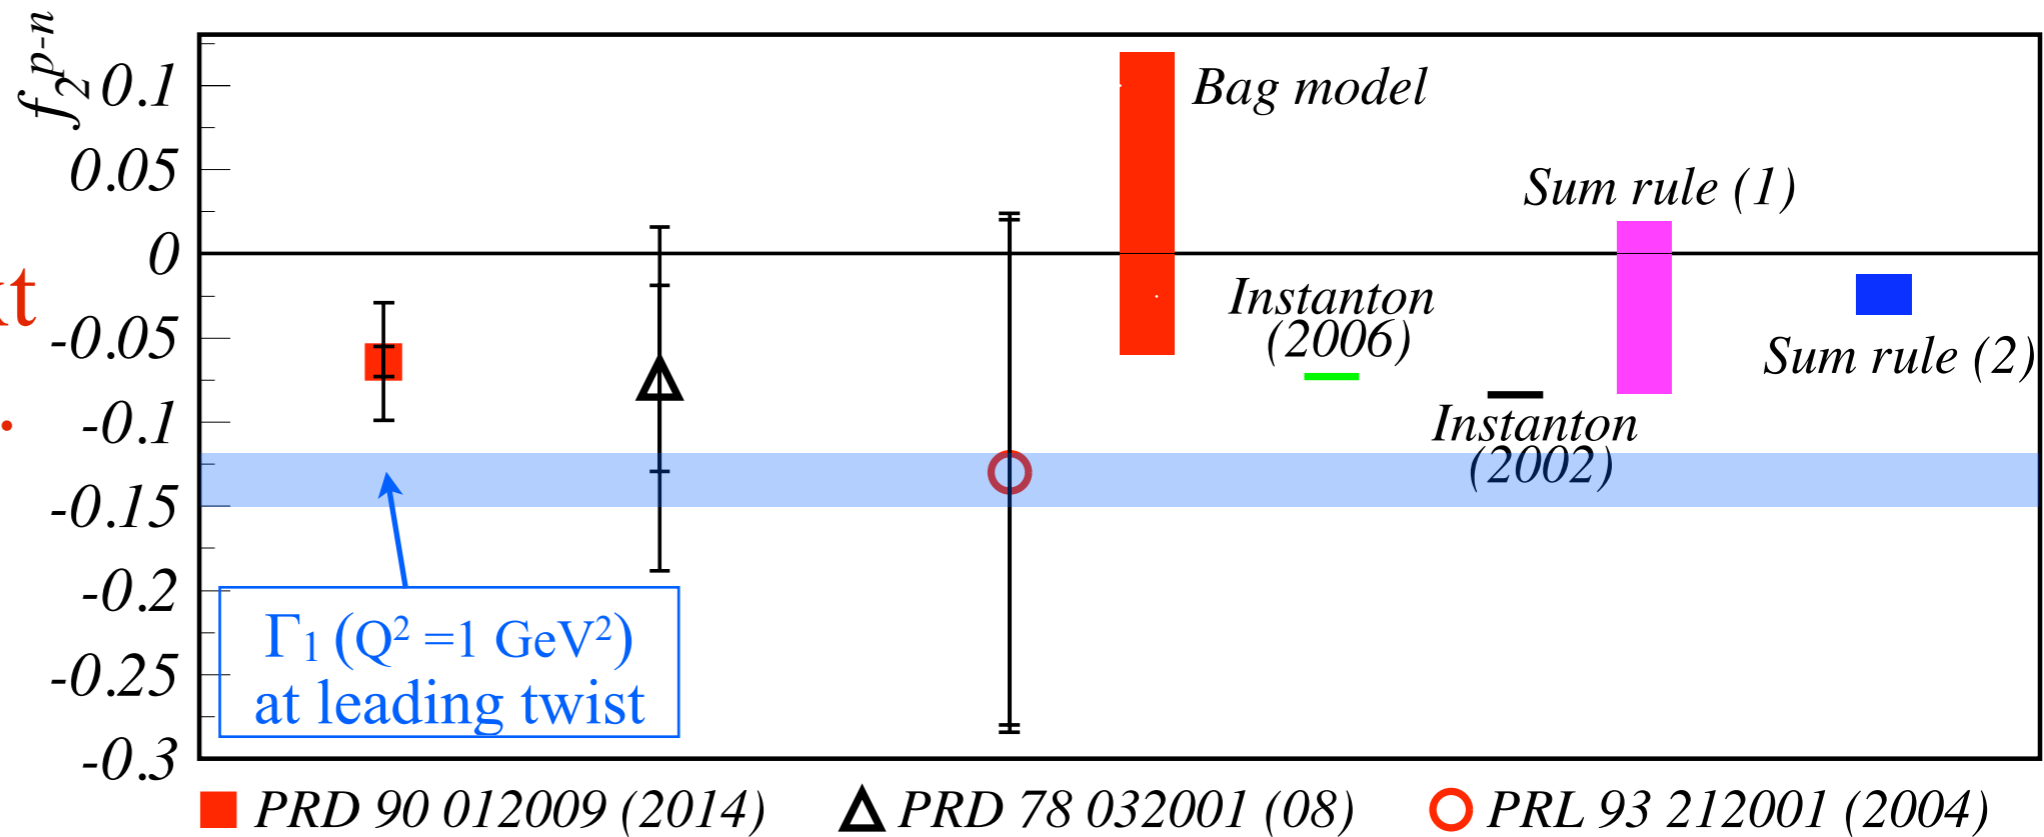 f₂ᵖ⁻ⁿ
0.1
0.05
0
-0.05
-0.1
-0.15
-0.2
-0.25
-0.3
xt
.
Bag model
Sum rule (1)
Instanton
(2006)
Sum rule (2)
Instanton
(2002)
Γ₁ (Q² =1 GeV²)
at leading twist
PRD 90 012009 (2014)
PRD 78 032001 (08)
PRL 93 212001 (2004)